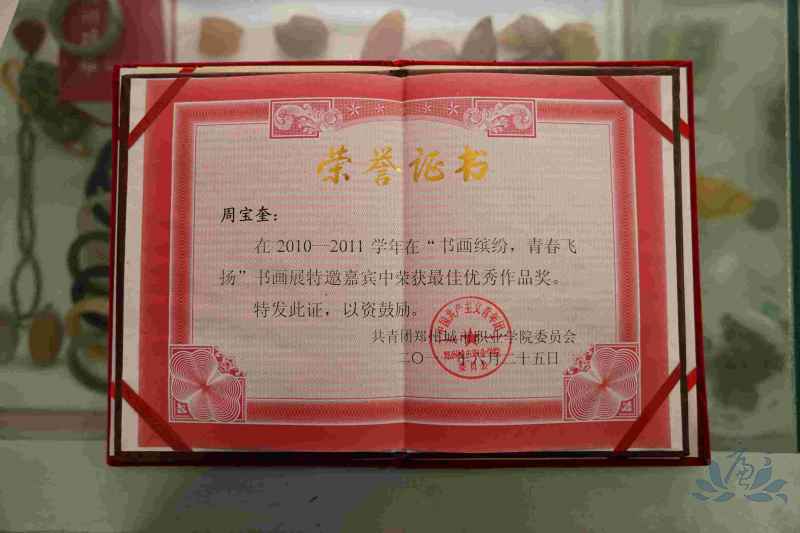 荣誉证书
周宝奎：
在 2010—2011 学年在“书画缤纷，青春飞
扬”书画展特邀嘉宾中荣获最佳优秀作品奖。
特发此证，以资鼓励。
共青团郑州城市职业学院委员会
六月二十五日